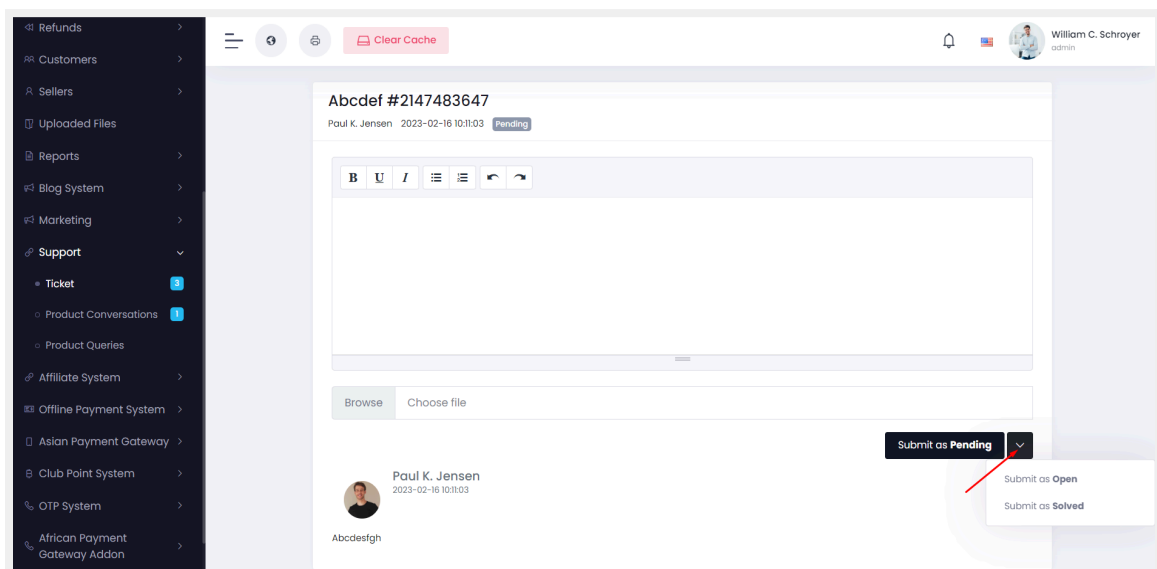 Refunds
Customers
Sellers
Uploaded Files
Reports
Blog System
Marketing
Support
Ticket 3
Product Conversations 1
Product Queries
Affiliate System
Offline Payment System
Asian Payment Gateway
Club Point System
OTP System
African Payment
Gateway Addon
Clear Cache
William C. Schroyer
admin
Abcdef #2147483647
Paul K. Jensen 2023-02-16 10:11:03 Pending
B U I
Browse Choose file
Submit as Pending
Submit as Open
Submit as Solved
Paul K. Jensen
2023-02-16 10:11:03
Abcdesfgh